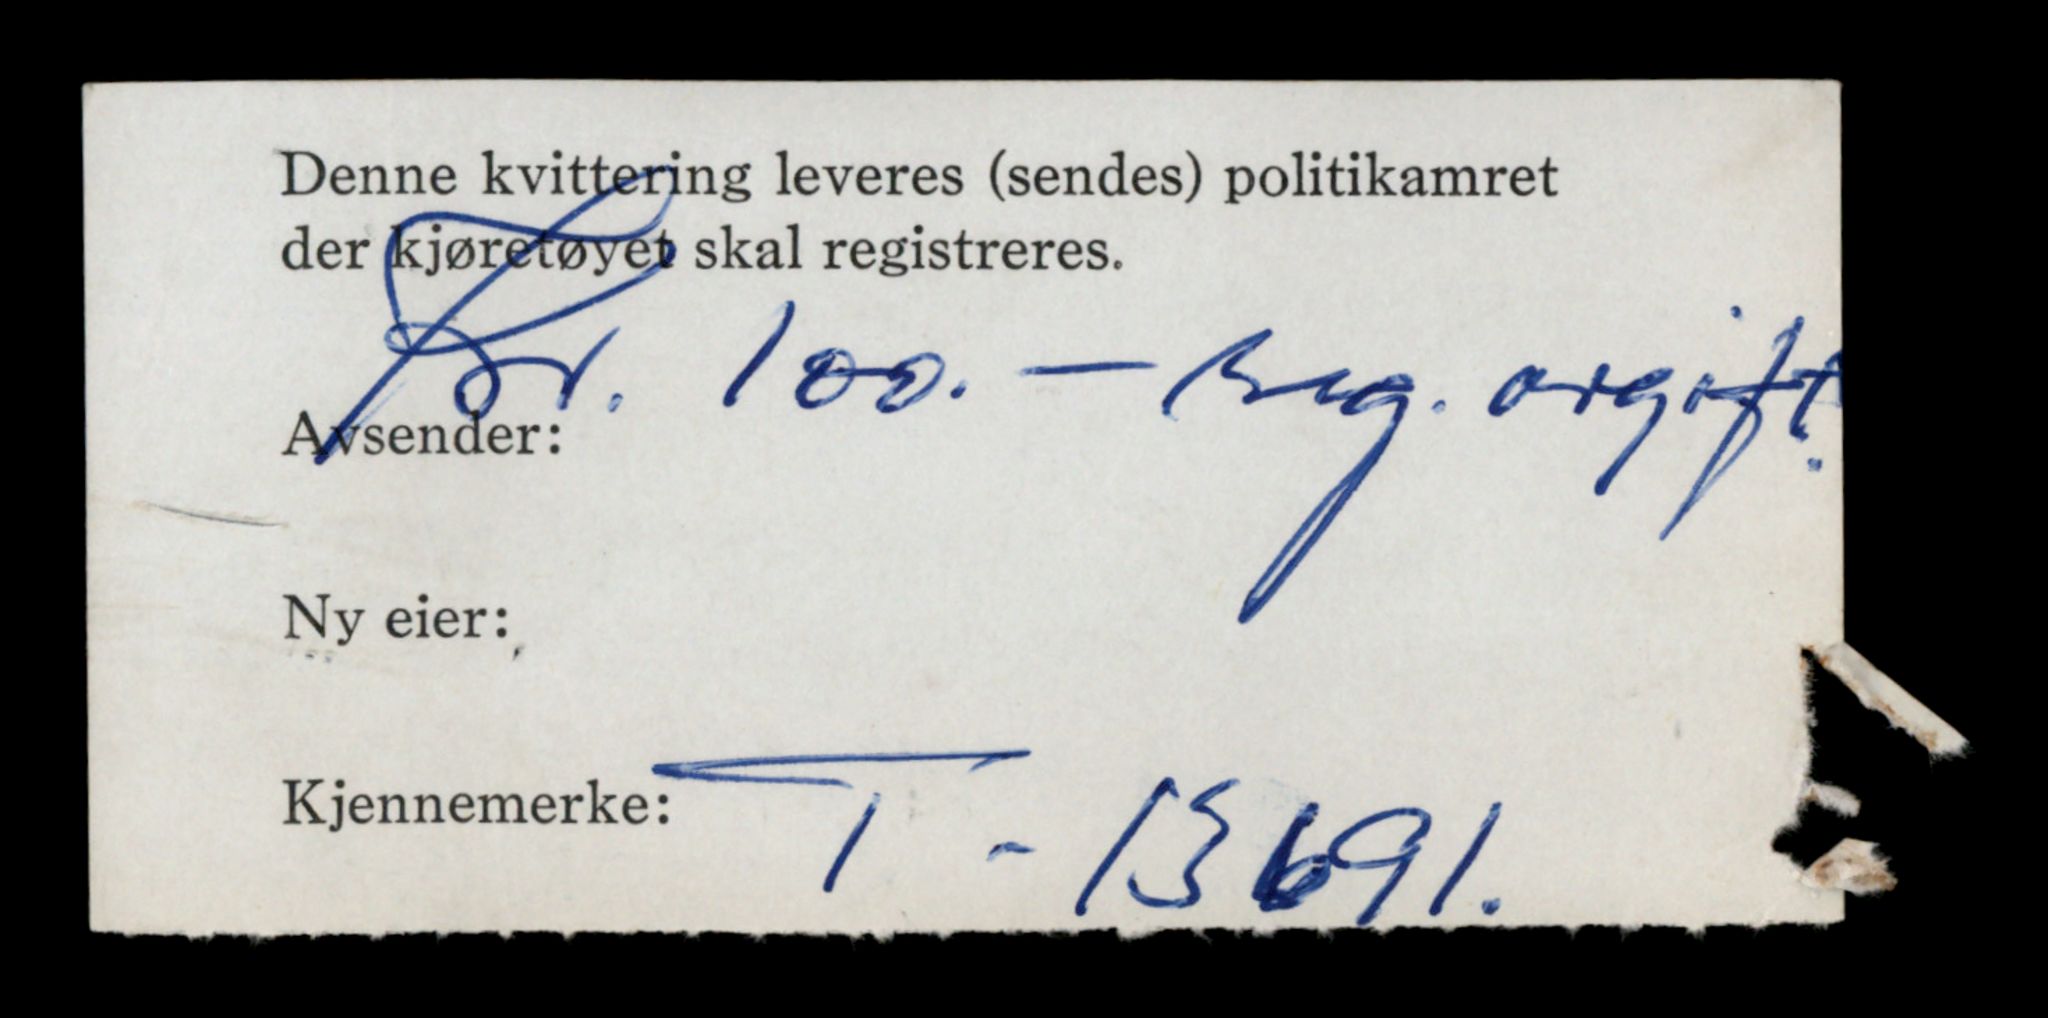 Denne kvittering leveres (sendes) politikamret
der kjøretøyet skal registreres.
Kr. 100. — reg. avgift.
Avsender:
Ny eier:
Kjennemerke: T - 13691.